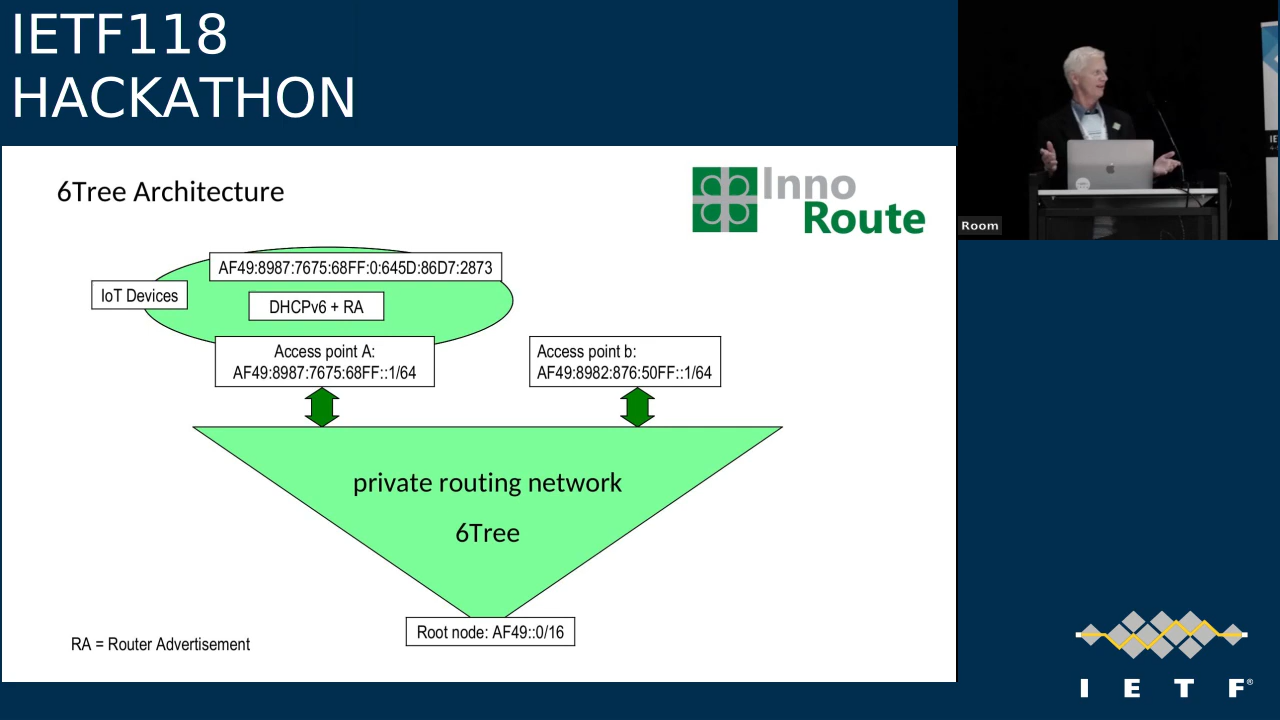 IETF118
HACKATHON
6Tree Architecture
Inno
Route
AF49:8987:7675:68FF:0:645D:86D7:2873
IoT Devices
DHCPv6 + RA
Access point A:
AF49:8987:7675:68FF::1/64
Access point b:
AF49:8982:876:50FF::1/64
private routing network
6Tree
Root node: AF49::0/16
RA = Router Advertisement
Room
I E T F®